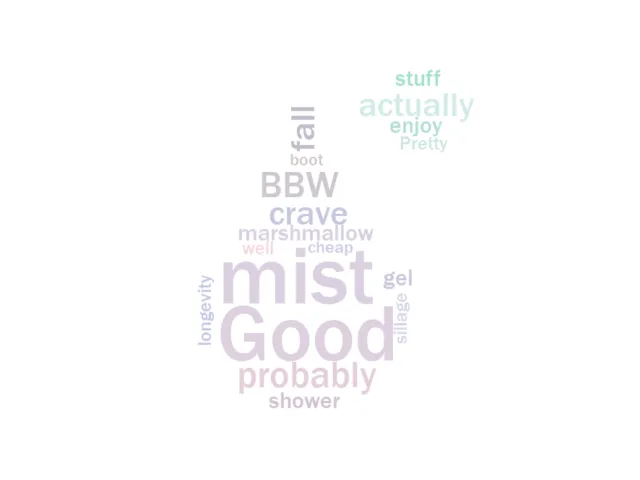 stuff
actually
enjoy
Pretty
fall
boot
BBW
crave
marshmallow
well cheap
mist
gel
longevity
sillage
Good
probably
shower